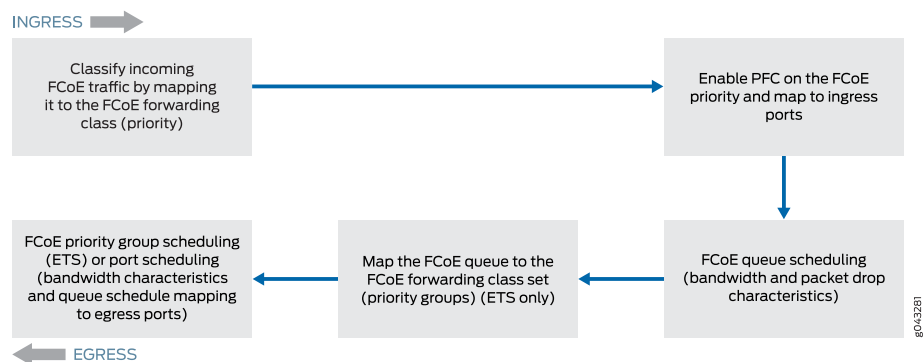 INGRESS
Classify incoming
FCoE traffic by mapping
it to the FCoE forwarding
class (priority)
Enable PFC on the FCoE
priority and map to ingress
ports
FCoE priority group scheduling
(ETS) or port scheduling
(bandwidth characteristics
and queue schedule mapping
to egress ports)
Map the FCoE queue to the
FCoE forwarding class set
(priority groups) (ETS only)
FCoE queue scheduling
(bandwidth and packet drop
characteristics)
EGRESS
g043281